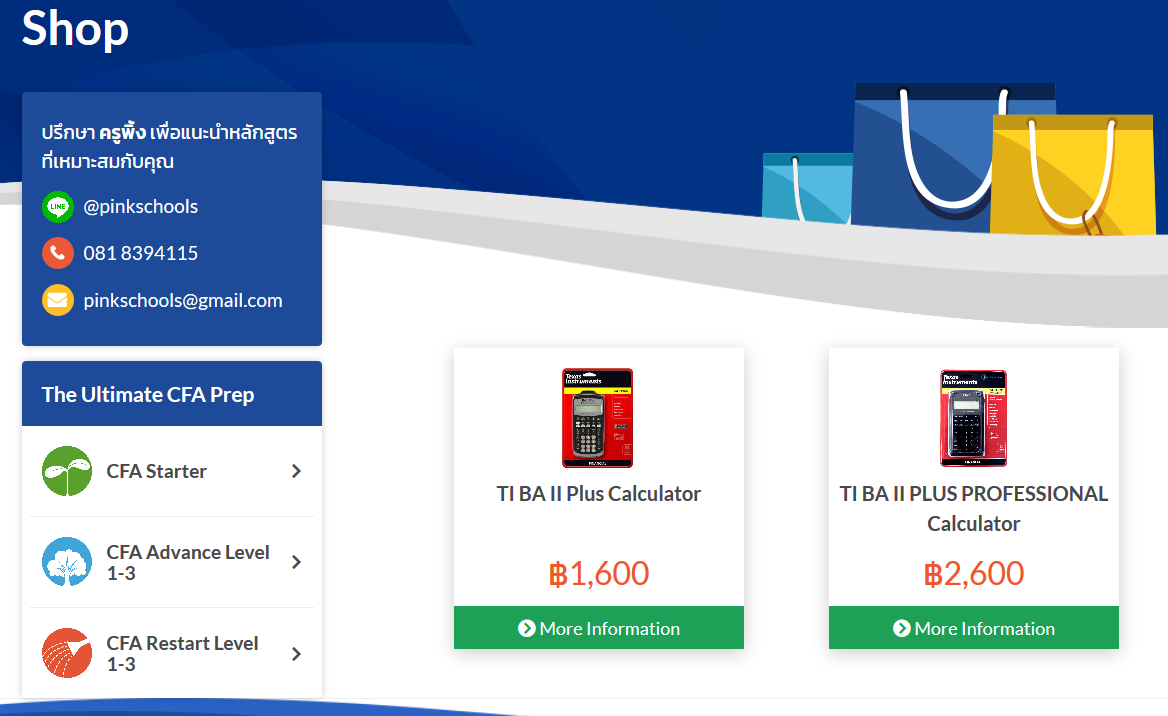 Shop
ปรึกษา ครูพิ้ง เพื่อแนะนำหลักสูตร
ที่เหมาะสมกับคุณ
LINE
@pinkschools
081 8394115
pinkschools@gmail.com
The Ultimate CFA Prep
CFA Starter
CFA Advance Level
1-3
CFA Restart Level
1-3
Texas
Instruments
TI BA II Plus Calculator
฿1,600
More Information
Texas
Instruments
TI BA II PLUS PROFESSIONAL
Calculator
฿2,600
More Information